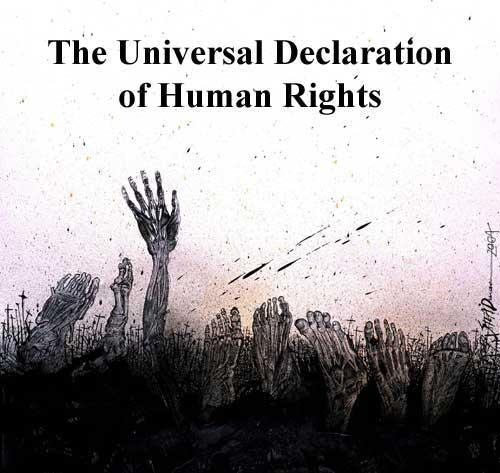 The Universal Declaration
of Human Rights